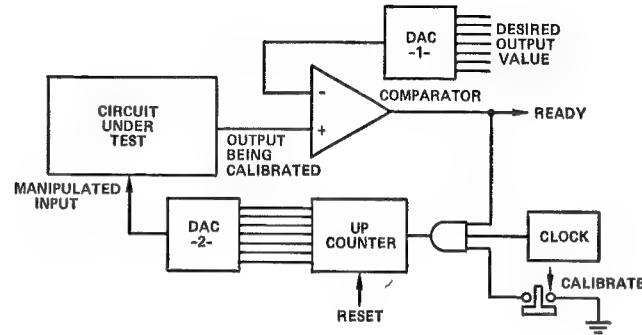 DAC
-1-
DESIRED
OUTPUT
VALUE
-
COMPARATOR
+
READY
CIRCUIT
UNDER
TEST
OUTPUT
BEING
CALIBRATED
MANIPULATED
INPUT
DAC
-2-
UP
COUNTER
CLOCK
CALIBRATE
RESET